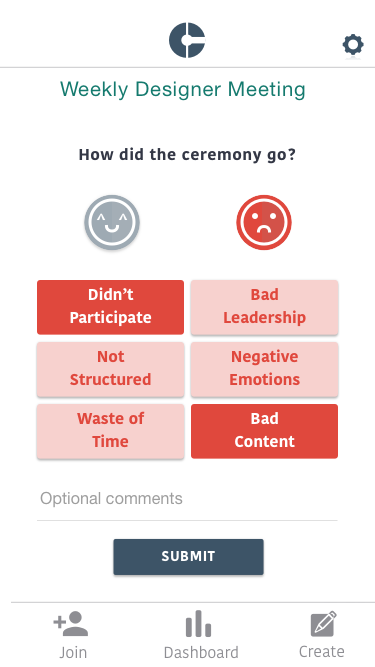 Weekly Designer Meeting
How did the ceremony go?
Didn’t
Participate
Bad
Leadership
Not
Structured
Negative
Emotions
Waste of
Time
Bad
Content
Optional comments
SUBMIT
Join
Dashboard
Create